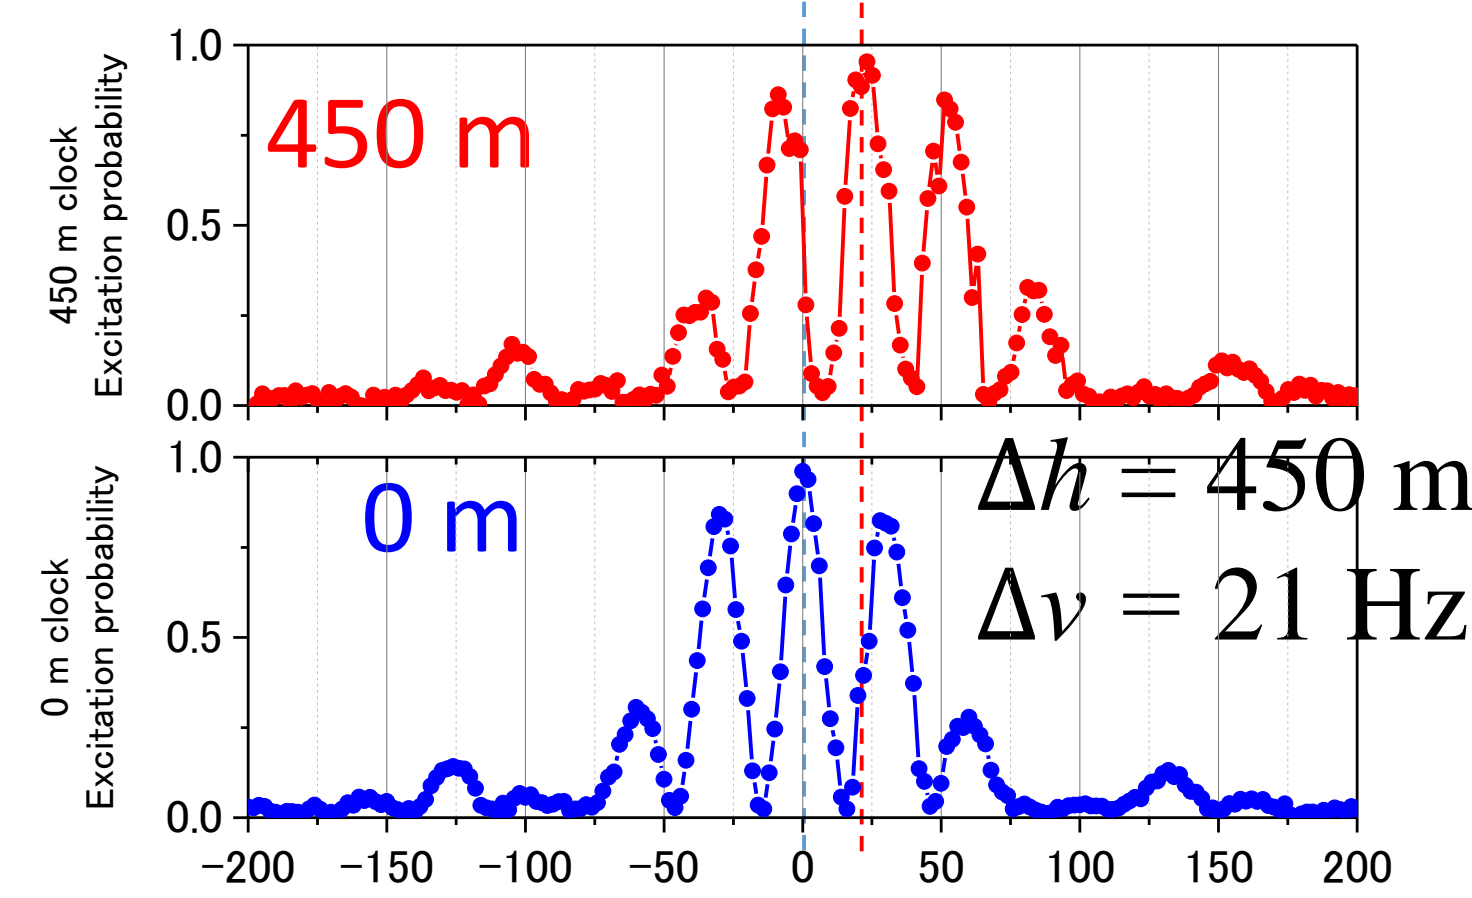 450 m clock
Excitation probability
1.0
0.5
0.0
450 m
0 m clock
Excitation probability
1.0
0.5
0.0
0 m
Δh = 450 m
Δν = 21 Hz
−200 −150 −100 −50 0 50 100 150 200